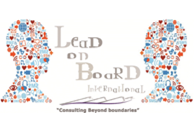 Lead
on
Board
International
"Consulting Beyond boundaries"